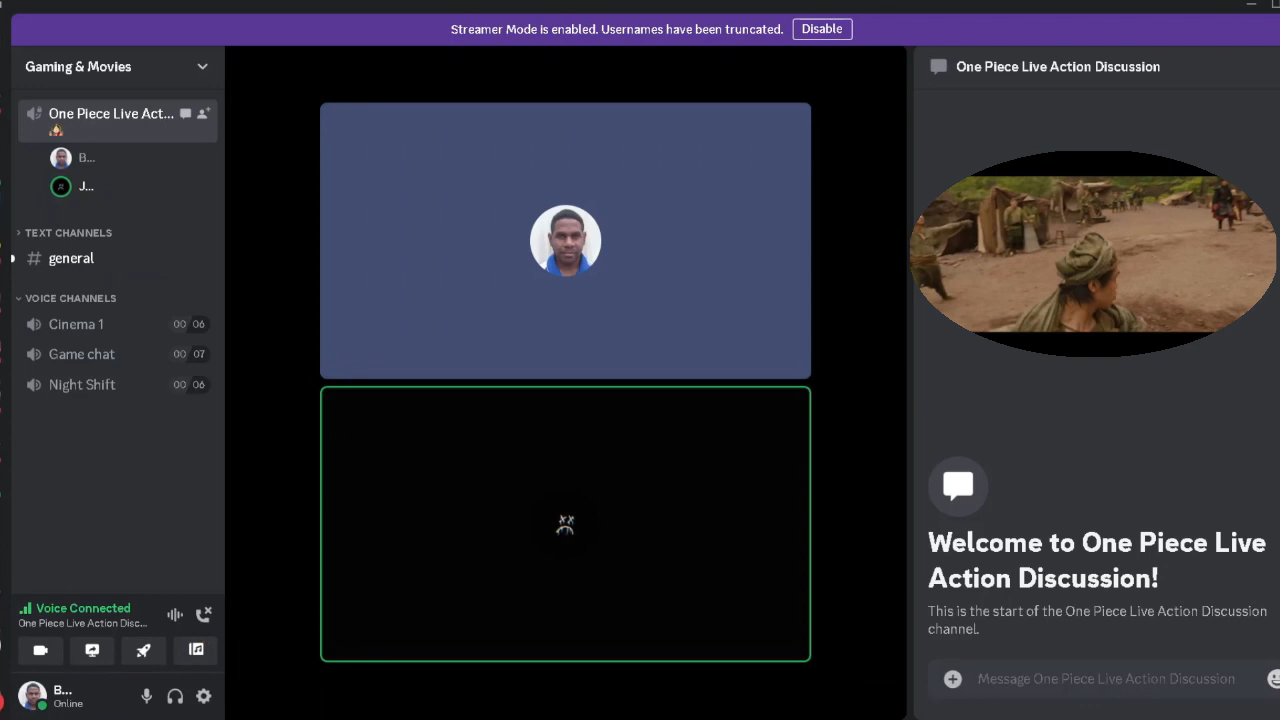 Streamer Mode is enabled. Usernames have been truncated. Disable
Gaming & Movies
One Piece Live Act...
B...
J...
TEXT CHANNELS
general
VOICE CHANNELS
Cinema 1 00 06
Game chat 00 07
Night Shift 00 06
Voice Connected
One Piece Live Action Disc...
B...
Online
One Piece Live Action Discussion
Welcome to One Piece Live
Action Discussion!
This is the start of the One Piece Live Action Discussion
channel.
Message One Piece Live Action Discussion